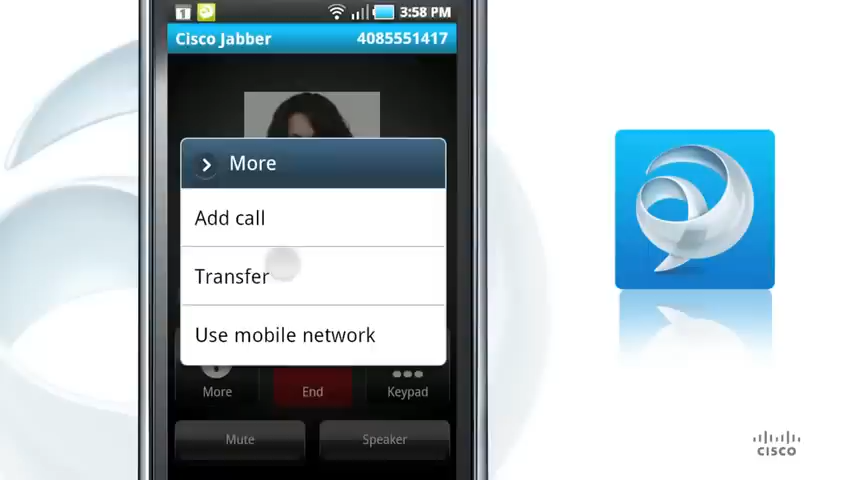 1
3:58 PM
Cisco Jabber 4085551417
More
Add call
Transfer
Use mobile network
More End Keypad
Mute Speaker
CISCO